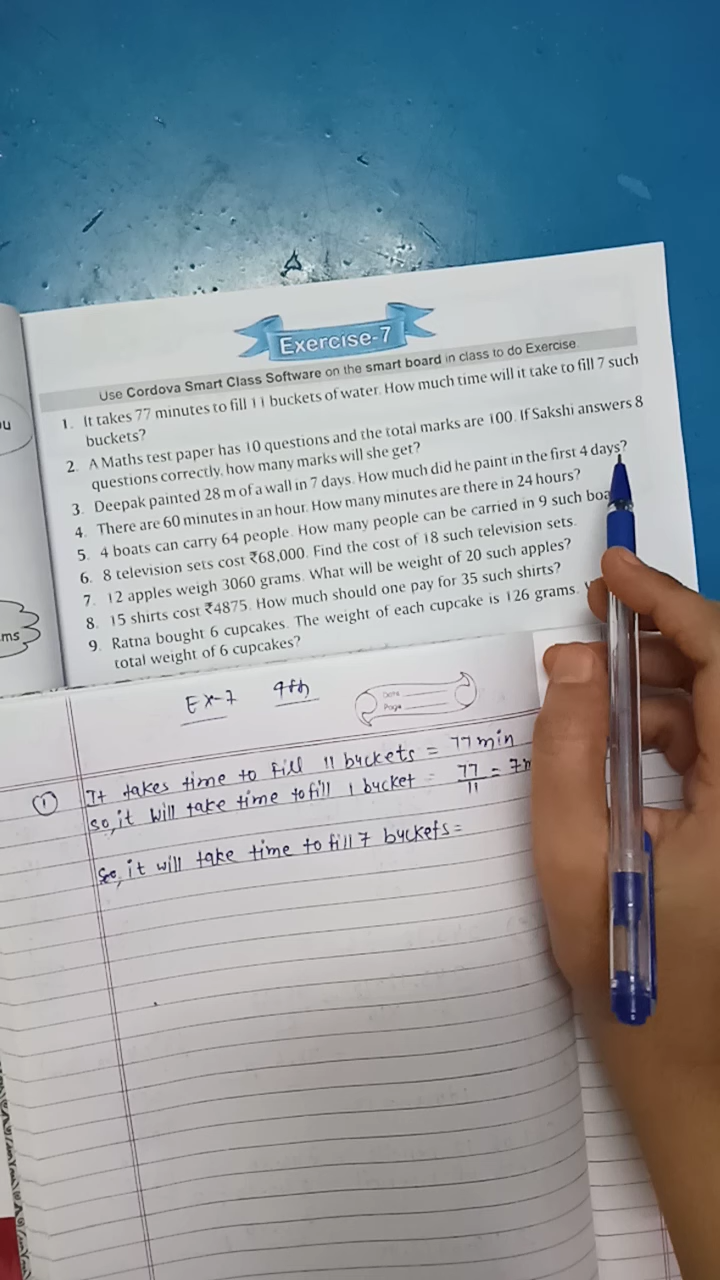 Exercise-7
Use Cordova Smart Class Software on the smart board in class to do Exercise.
1. It takes 77 minutes to fill 11 buckets of water. How much time will it take to fill 7 such
buckets?
2. A Maths test paper has 10 questions and the total marks are 100. If Sakshi answers 8
questions correctly, how many marks will she get?
3. Deepak painted 28 m of a wall in 7 days. How much did he paint in the first 4 days?
4. There are 60 minutes in an hour. How many minutes are there in 24 hours?
5. 4 boats can carry 64 people. How many people can be carried in 9 such boa
6. 8 television sets cost ₹68,000. Find the cost of 18 such television sets.
7. 12 apples weigh 3060 grams. What will be weight of 20 such apples?
8. 15 shirts cost ₹4875. How much should one pay for 35 such shirts?
9. Ratna bought 6 cupcakes. The weight of each cupcake is 126 grams.
total weight of 6 cupcakes?
ou
ms
Ex-7 4th
Date
Page
① It takes time to fill 11 buckets = 77 min
so, it will take time to fill 1 bucket = 77/11 = 7m
So, it will take time to fill 7 buckets =